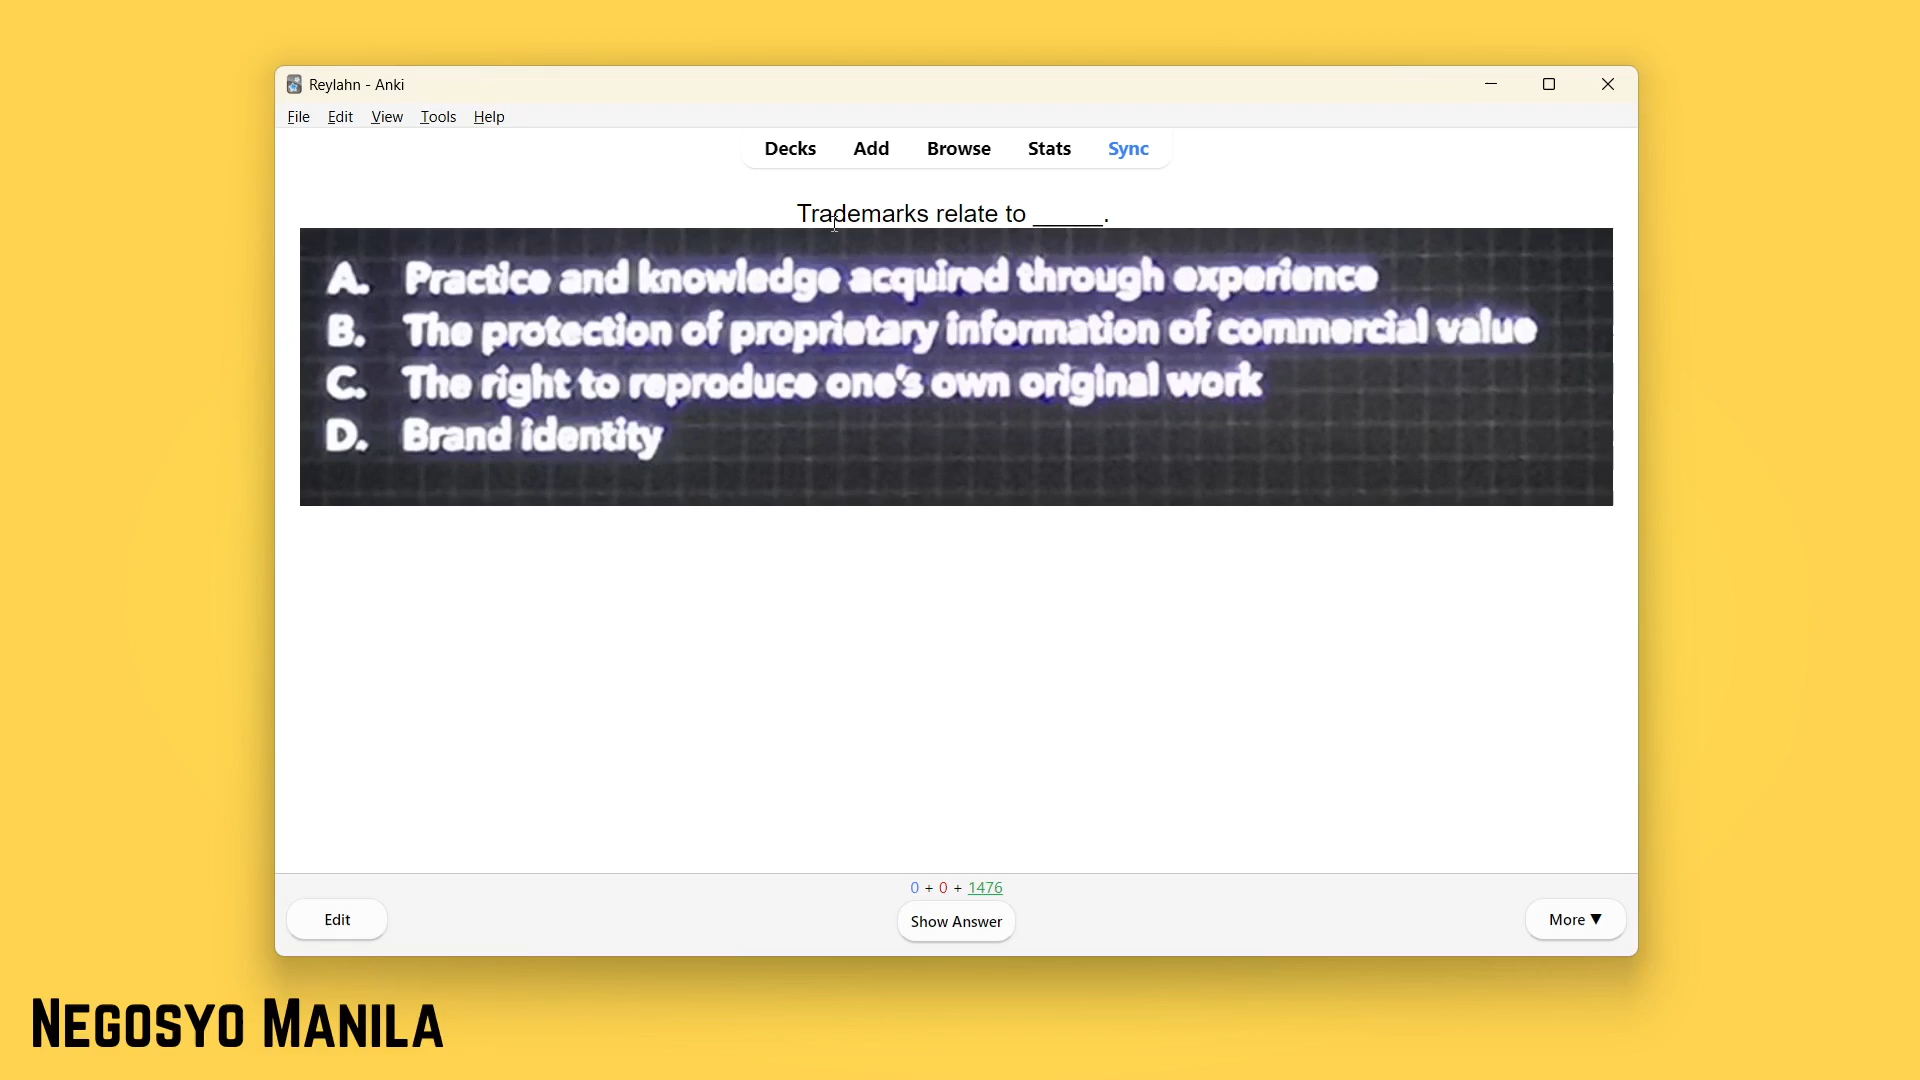 Reylahn - Anki
File Edit View Tools Help
Decks Add Browse Stats Sync
Trademarks relate to _____.
A. Practice and knowledge acquired through experience
B. The protection of proprietary information of commercial value
C. The right to reproduce one's own original work
D. Brand identity
0 + 0 + 1476
Edit Show Answer More ▼
NEGOSYO MANILA